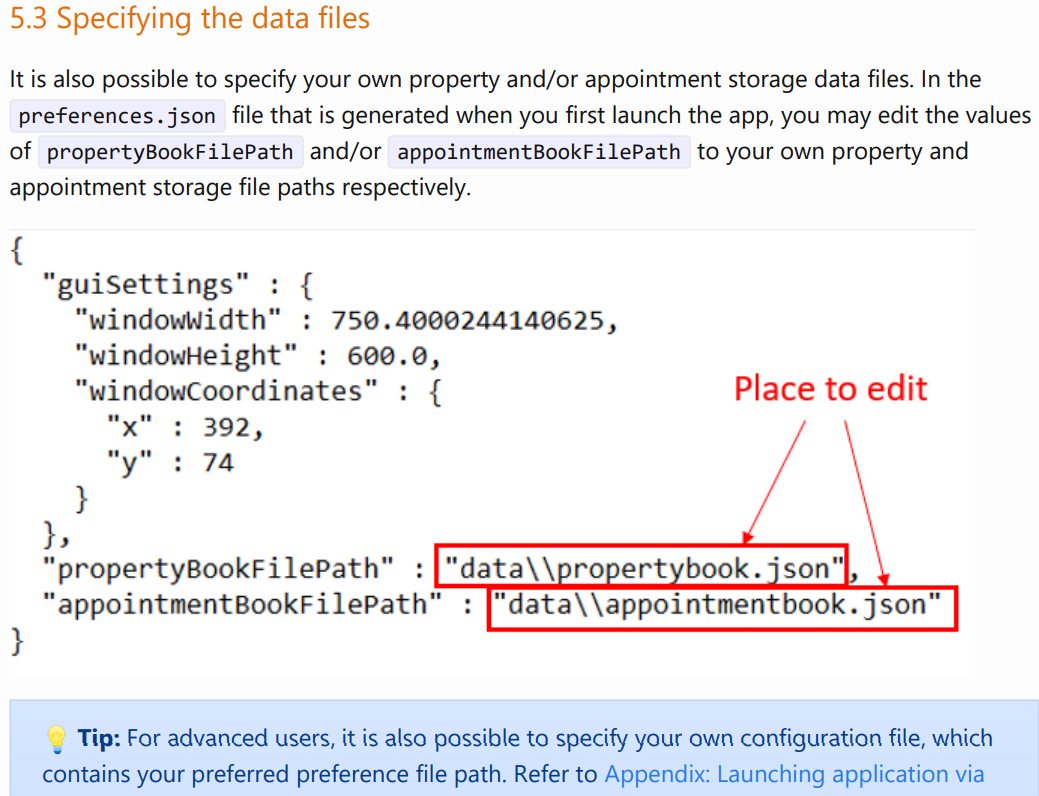 5.3 Specifying the data files
It is also possible to specify your own property and/or appointment storage data files. In the
preferences.json file that is generated when you first launch the app, you may edit the values
of propertyBookFilePath and/or appointmentBookFilePath to your own property and
appointment storage file paths respectively.
{
  "guiSettings" : {
    "windowWidth" : 750.4000244140625,
    "windowHeight" : 600.0,
    "windowCoordinates" : {
      "x" : 392,
      "y" : 74
    }
  },
  "propertyBookFilePath" : "data\\propertybook.json",
  "appointmentBookFilePath" : "data\\appointmentbook.json"
}
Place to edit
💡 Tip: For advanced users, it is also possible to specify your own configuration file, which
contains your preferred preference file path. Refer to Appendix: Launching application via